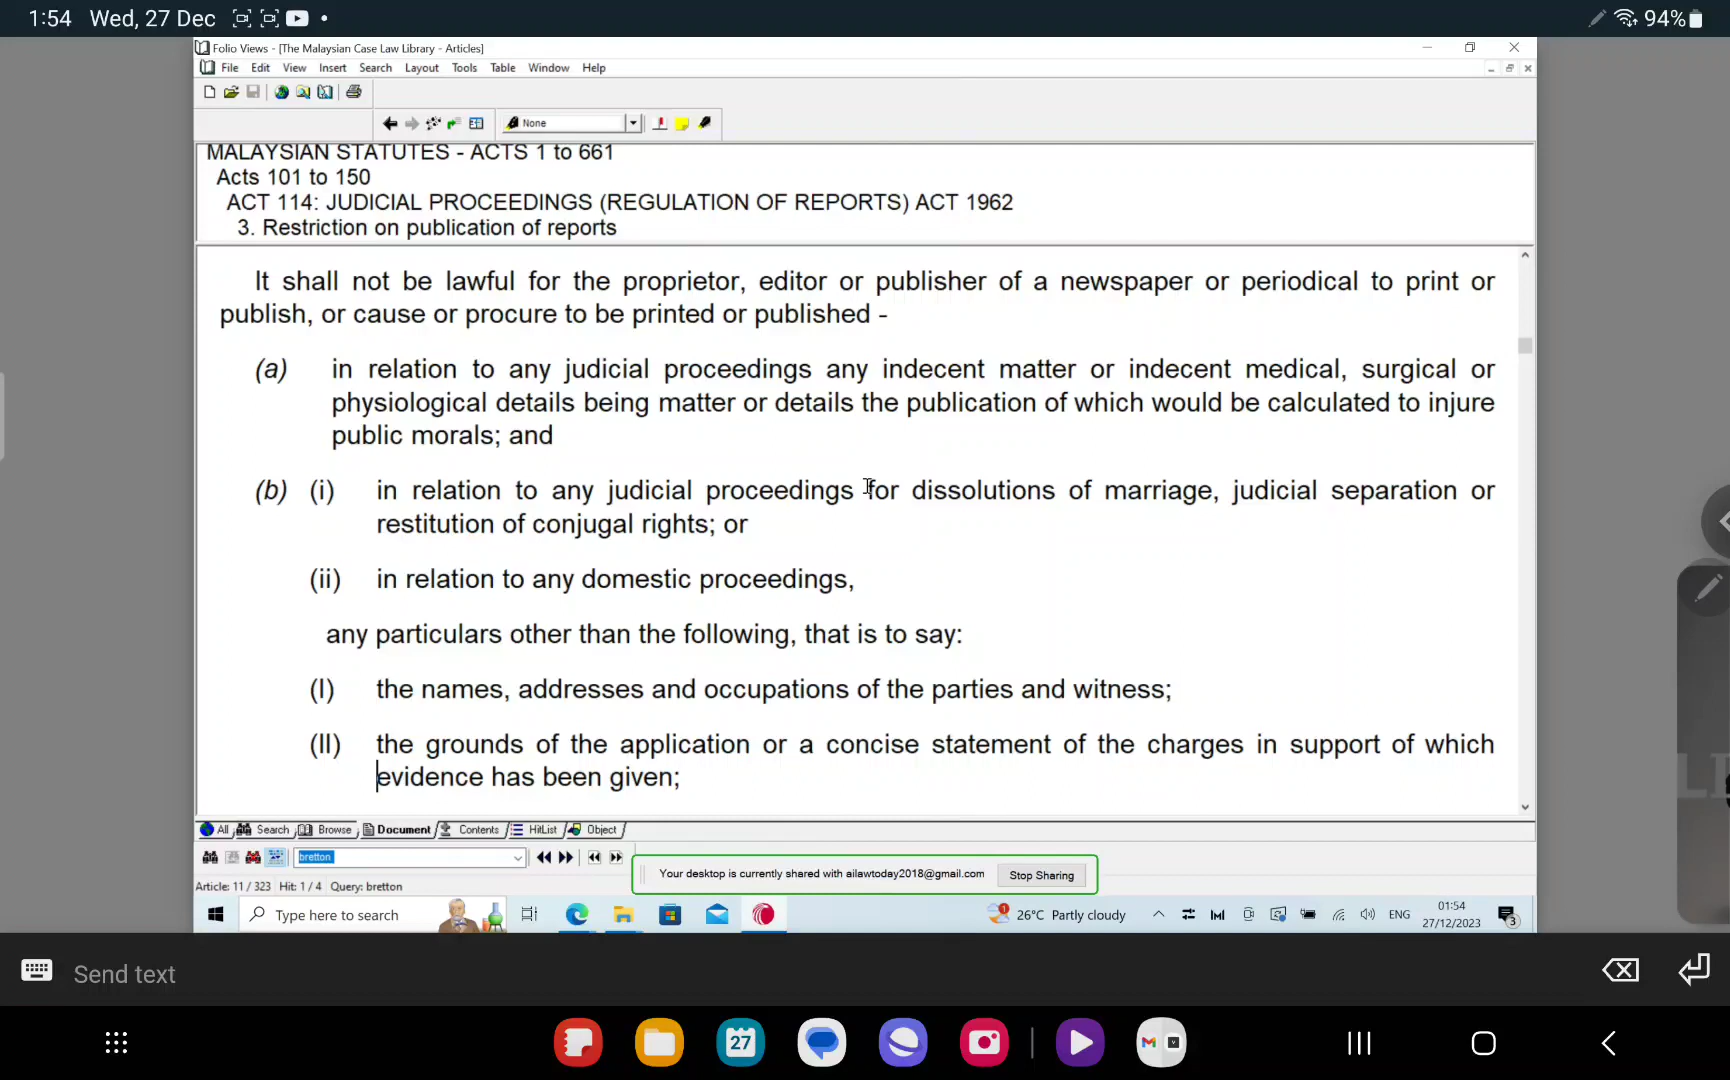 1:54 Wed, 27 Dec
94%
Folio Views - [The Malaysian Case Law Library - Articles]
File Edit View Insert Search Layout Tools Table Window Help
None
MALAYSIAN STATUTES - ACTS 1 to 661
Acts 101 to 150
ACT 114: JUDICIAL PROCEEDINGS (REGULATION OF REPORTS) ACT 1962
3. Restriction on publication of reports
It shall not be lawful for the proprietor, editor or publisher of a newspaper or periodical to print or
publish, or cause or procure to be printed or published -
(a) in relation to any judicial proceedings any indecent matter or indecent medical, surgical or
physiological details being matter or details the publication of which would be calculated to injure
public morals; and
(b) (i) in relation to any judicial proceedings for dissolutions of marriage, judicial separation or
restitution of conjugal rights; or
(ii) in relation to any domestic proceedings,
any particulars other than the following, that is to say:
(I) the names, addresses and occupations of the parties and witness;
(II) the grounds of the application or a concise statement of the charges in support of which
evidence has been given;
All Search Browse Document Contents HitList Object
bretton
Your desktop is currently shared with ailawtoday2018@gmail.com Stop Sharing
Article: 11 / 323 Hit: 1 / 4 Query: bretton
Type here to search
26°C Partly cloudy
ENG
01:54
27/12/2023
3
Send text
27